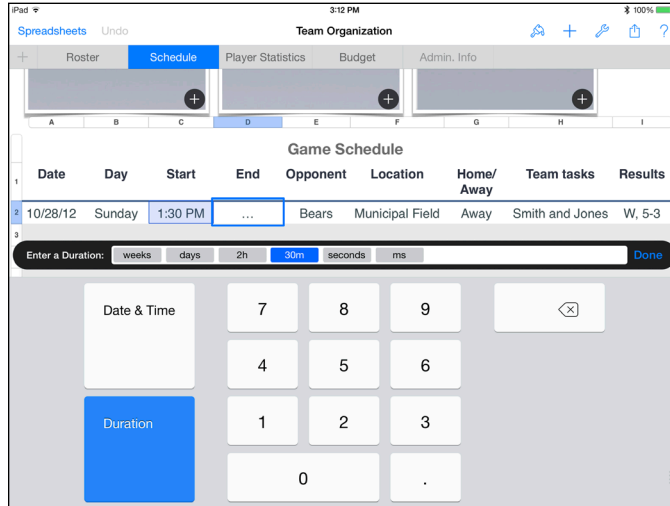 iPad 3:12 PM 100%
Spreadsheets Undo Team Organization ?
Roster Schedule Player Statistics Budget Admin. Info
A B C D E F G H I
Game Schedule
1 Date Day Start End Opponent Location Home/ Away Team tasks Results
2 10/28/12 Sunday 1:30 PM ... Bears Municipal Field Away Smith and Jones W, 5-3
3
Enter a Duration: weeks days 2h 30m seconds ms Done
Date & Time 7 8 9
4 5 6
Duration 1 2 3
0 .